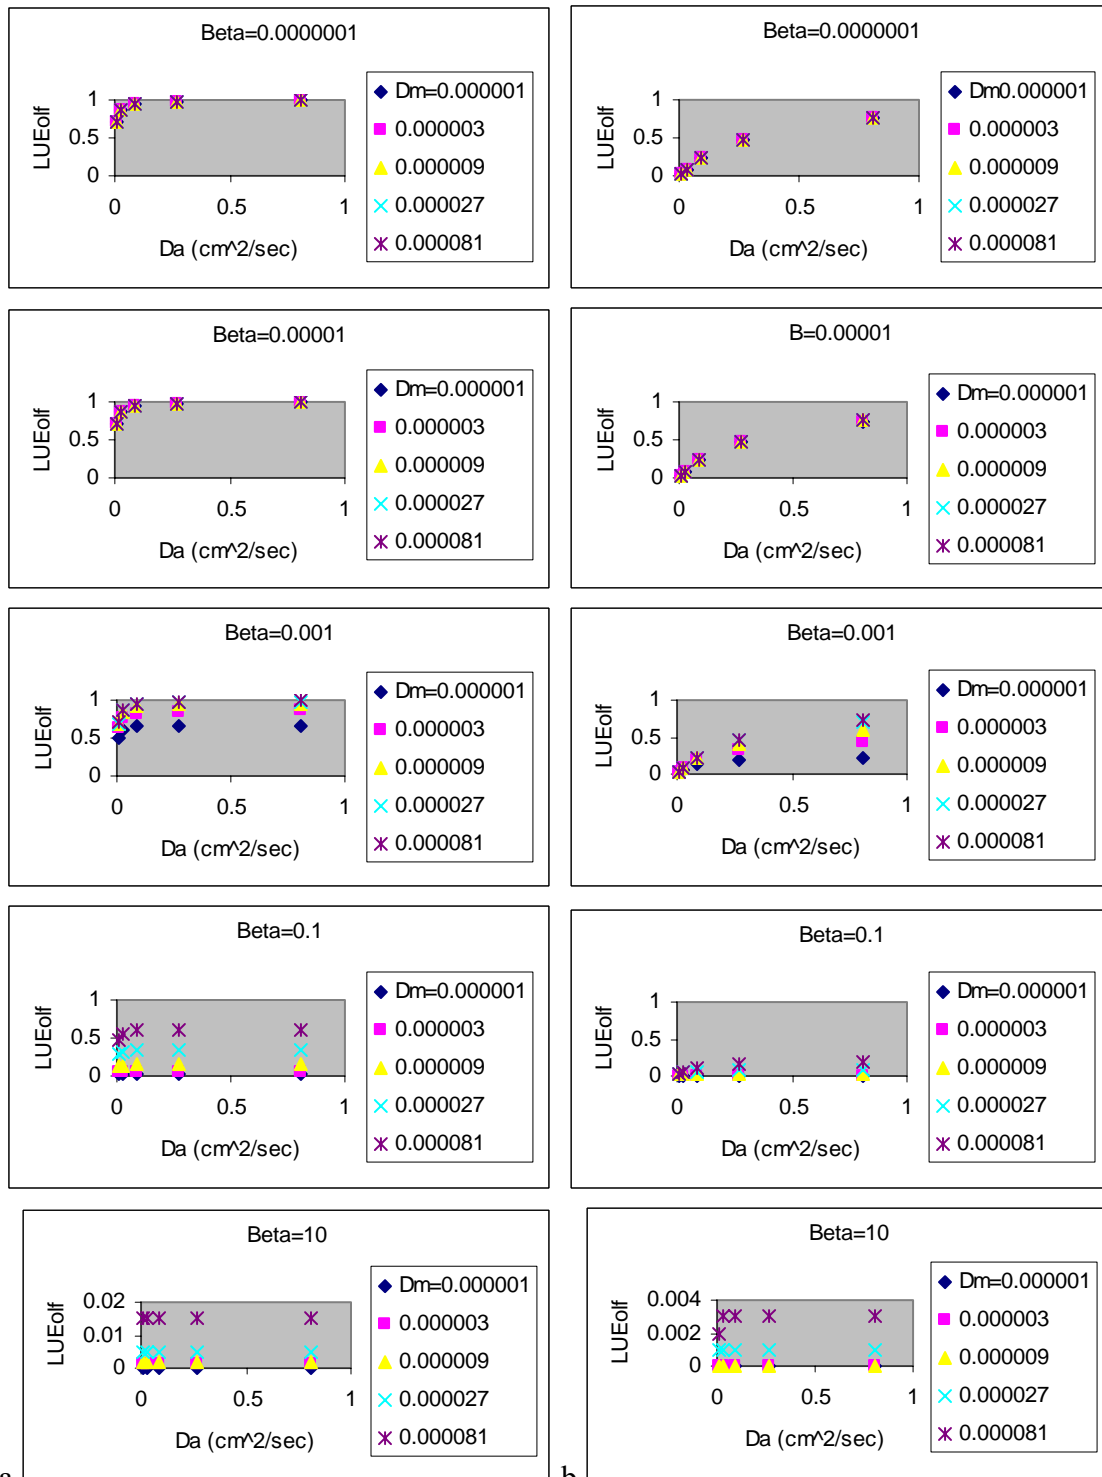 Beta=0.0000001
LUEolf
1
0.5
0
0
0.5
1
Da (cm^2/sec)
Dm=0.000001
0.000003
0.000009
0.000027
0.000081
Beta=0.0000001
LUEolf
1
0.5
0
0
0.5
1
Da (cm^2/sec)
Dm0.000001
0.000003
0.000009
0.000027
0.000081
Beta=0.00001
LUEolf
1
0.5
0
0
0.5
1
Da (cm^2/sec)
Dm=0.000001
0.000003
0.000009
0.000027
0.000081
B=0.00001
LUEolf
1
0.5
0
0
0.5
1
Da (cm^2/sec)
Dm=0.000001
0.000003
0.000009
0.000027
0.000081
Beta=0.001
LUEolf
1
0.5
0
0
0.5
1
Da (cm^2/sec)
Dm=0.000001
0.000003
0.000009
0.000027
0.000081
Beta=0.001
LUEolf
1
0.5
0
0
0.5
1
Da (cm^2/sec)
Dm=0.000001
0.000003
0.000009
0.000027
0.000081
Beta=0.1
LUEolf
1
0.5
0
0
0.5
1
Da (cm^2/sec)
Dm=0.000001
0.000003
0.000009
0.000027
0.000081
Beta=0.1
LUEolf
1
0.5
0
0
0.5
1
Da (cm^2/sec)
Dm=0.000001
0.000003
0.000009
0.000027
0.000081
Beta=10
LUEolf
0.02
0.01
0
0
0.5
1
Da (cm^2/sec)
Dm=0.000001
0.000003
0.000009
0.000027
0.000081
Beta=10
LUEolf
0.004
0.002
0
0
0.5
1
Da (cm^2/sec)
Dm=0.000001
0.000003
0.000009
0.000027
0.000081
a
b